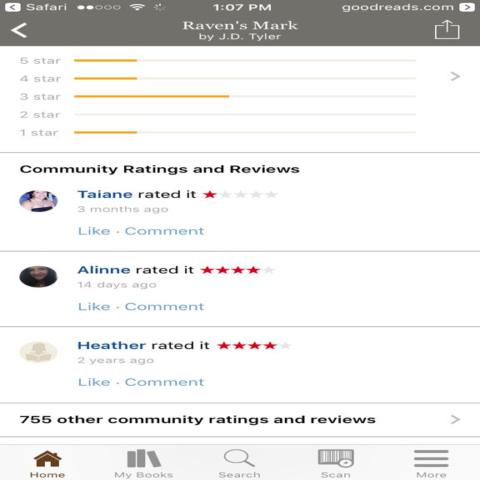 Safari 1:07 PM goodreads.com
Raven's Mark
by J.D. Tyler
5 star
4 star
3 star
2 star
1 star
Community Ratings and Reviews
Taiane rated it
3 months ago
Like · Comment
Alinne rated it
14 days ago
Like · Comment
Heather rated it
2 years ago
Like · Comment
755 other community ratings and reviews
Home My Books Search Scan More